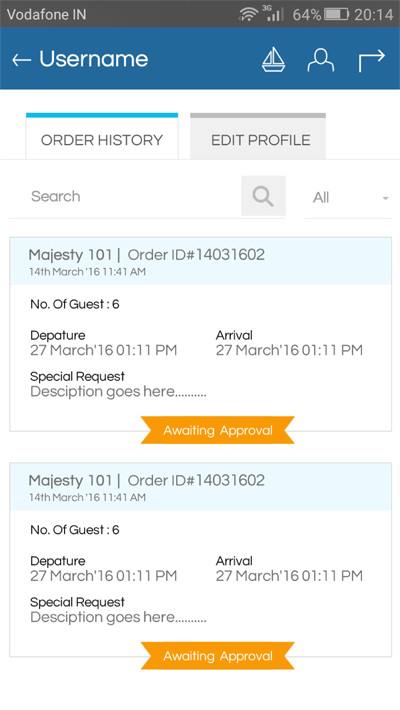 Vodafone IN 3G 64% 20:14
Username
ORDER HISTORY EDIT PROFILE
Search All
Majesty 101 | Order ID#14031602
14th March '16 11:41 AM
No. Of Guest : 6
Depature Arrival
27 March'16 01:11 PM 27 March'16 01:11 PM
Special Request
Desciption goes here..........
Awaiting Approval
Majesty 101 | Order ID#14031602
14th March '16 11:41 AM
No. Of Guest : 6
Depature Arrival
27 March'16 01:11 PM 27 March'16 01:11 PM
Special Request
Desciption goes here..........
Awaiting Approval